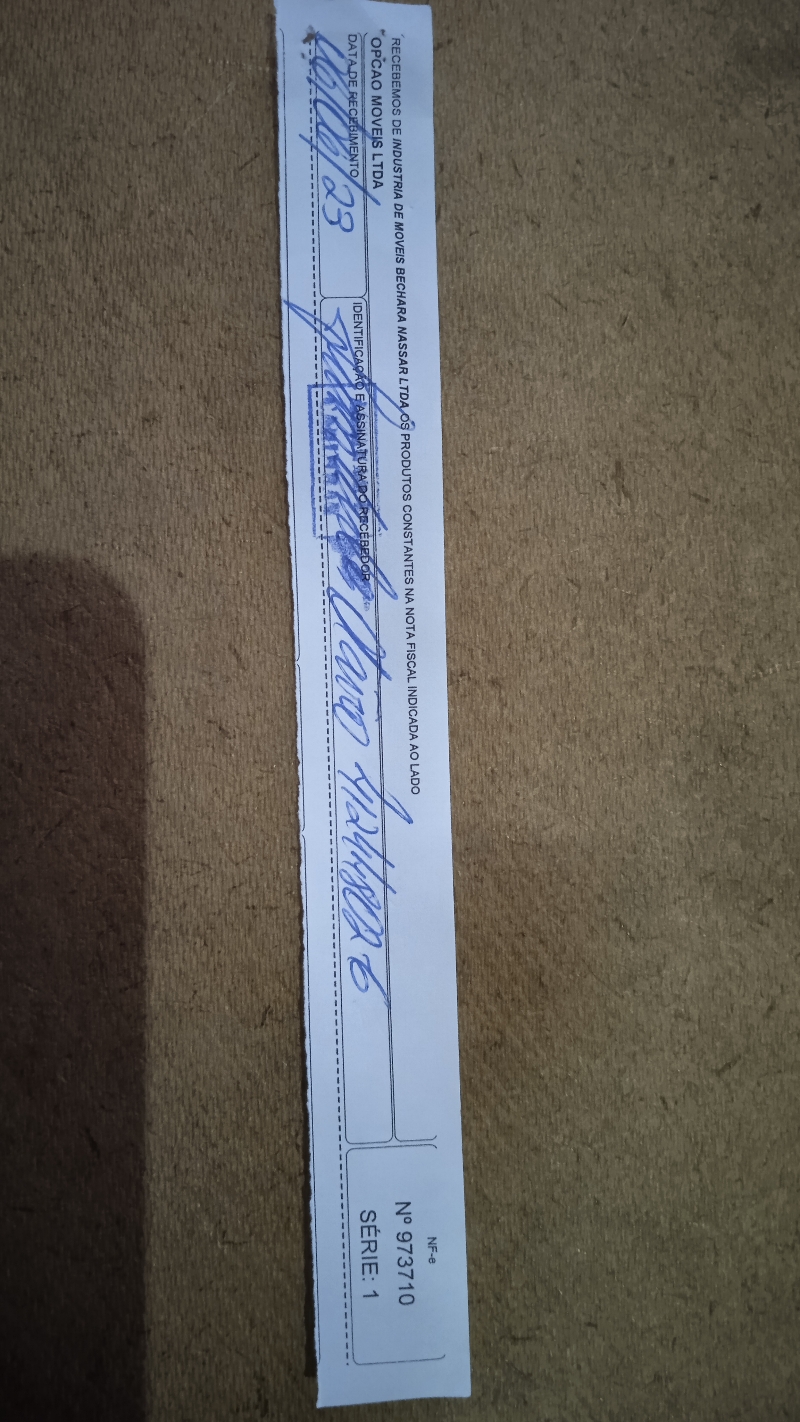 RECEBEMOS DE INDUSTRIA DE MOVEIS BECHARA NASSAR LTDA OS PRODUTOS CONSTANTES NA NOTA FISCAL INDICADA AO LADO
OPCAO MOVEIS LTDA
DATA DE RECEBIMENTO
IDENTIFICAÇÃO E ASSINATURA DO RECEBEDOR
NF-e
Nº 973710
SÉRIE: 1